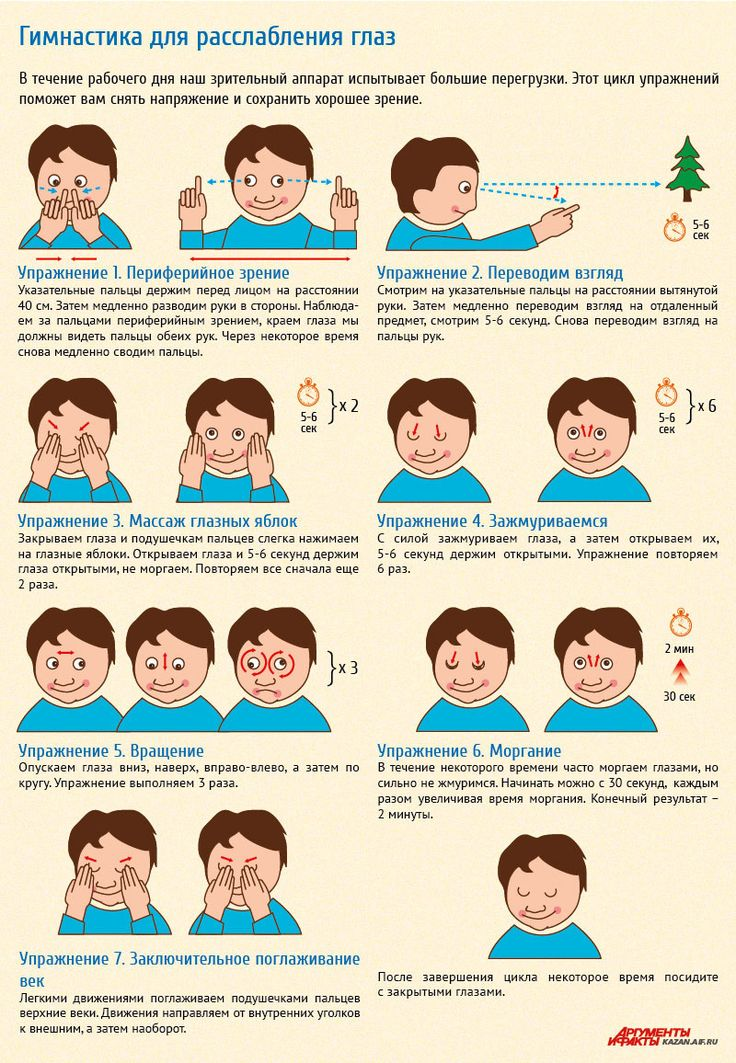 Гимнастика для расслабления глаз
В течение рабочего дня наш зрительный аппарат испытывает большие перегрузки. Этот цикл упражнений
поможет вам снять напряжение и сохранить хорошее зрение.
5-6
сек
Упражнение 1. Периферийное зрение
Указательные пальцы держим перед лицом на расстоянии
40 см. Затем медленно разводим руки в стороны. Наблюда-
ем за пальцами периферийным зрением, краем глаза мы
должны видеть пальцы обеих рук. Через некоторое время
снова медленно сводим пальцы.
Упражнение 2. Переводим взгляд
Смотрим на указательные пальцы на расстоянии вытянутой
руки. Затем медленно переводим взгляд на отдаленный
предмет, смотрим 5-6 секунд. Снова переводим взгляд на
пальцы рук.
5-6
сек
x 2
5-6
сек
x 6
Упражнение 3. Массаж глазных яблок
Закрываем глаза и подушечкам пальцев слегка нажимаем
на глазные яблоки. Открываем глаза и 5-6 секунд держим
глаза открытыми, не моргаем. Повторяем все сначала еще
2 раза.
Упражнение 4. Зажмуриваемся
С силой зажмуриваем глаза, а затем открываем их,
5-6 секунд держим открытыми. Упражнение повторяем
6 раз.
x 3
2 мин
30 сек
Упражнение 5. Вращение
Опускаем глаза вниз, наверх, вправо-влево, а затем по
кругу. Упражнение выполняем 3 раза.
Упражнение 6. Моргание
В течение некоторого времени часто моргаем глазами, но
сильно не жмуримся. Начинать можно с 30 секунд, каждым
разом увеличивая время моргания. Конечный результат –
2 минуты.
Упражнение 7. Заключительное поглаживание
век
Легкими движениями поглаживаем подушечками пальцев
верхние веки. Движения направляем от внутренних уголков
к внешним, а затем наоборот.
После завершения цикла некоторое время посидите
с закрытыми глазами.
АРГУМЕНТЫ
И ФАКТЫ KAZAN.AIF.RU